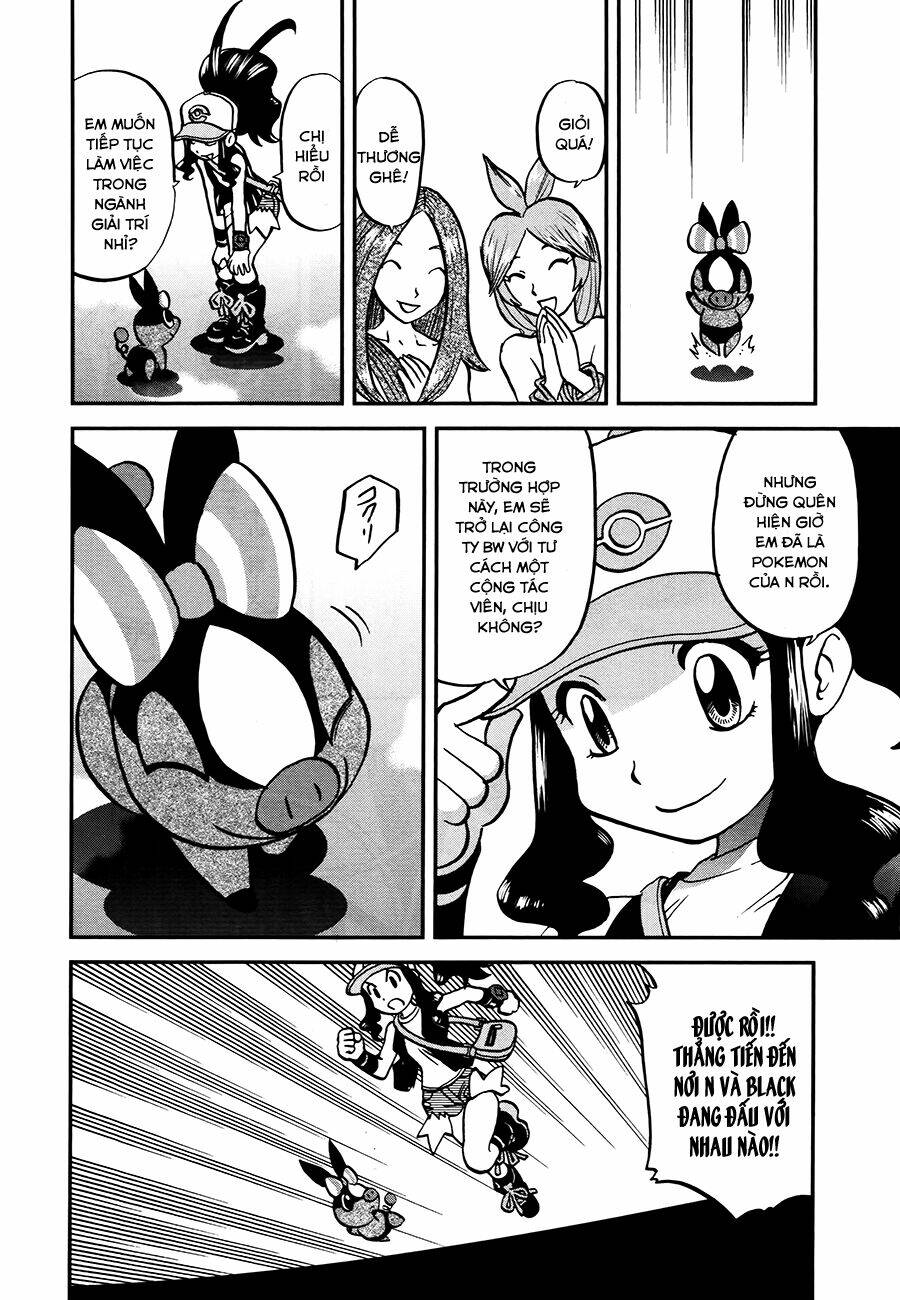 GIỎI
QUÁ!
DỄ
THƯƠNG
GHÊ!
CHỊ
HIỂU
RỒI
EM MUỐN
TIẾP TỤC
LÀM VIỆC
TRONG
NGÀNH
GIẢI TRÍ
NHỈ?
NHƯNG
ĐỪNG QUÊN
HIỆN GIỜ
EM ĐÃ LÀ
POKEMON
CỦA N RỒI.
TRONG
TRƯỜNG HỢP
NÀY, EM SẼ
TRỞ LẠI CÔNG
TY BW VỚI TƯ
CÁCH MỘT
CỘNG TÁC
VIÊN, CHỊU
KHÔNG?
コクリ
ĐƯỢC RỒI!!
THẲNG TIẾN ĐẾN
NƠI N VÀ BLACK
ĐANG ĐẤU VỚI
NHAU NÀO!!